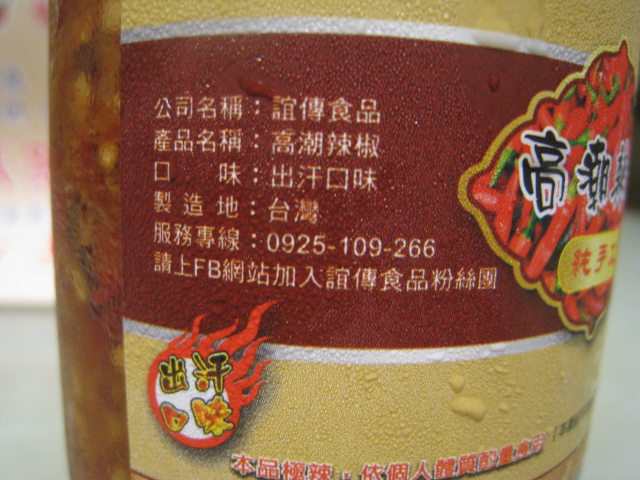 公司名稱：誼傳食品
產品名稱：高潮辣椒
口　　味：出汗口味
製 造 地：台灣
服務專線：0925-109-266
請上FB網站加入誼傳食品粉絲團
高潮
純手
出汗口味
本品極辣，依個人體質酌量食用